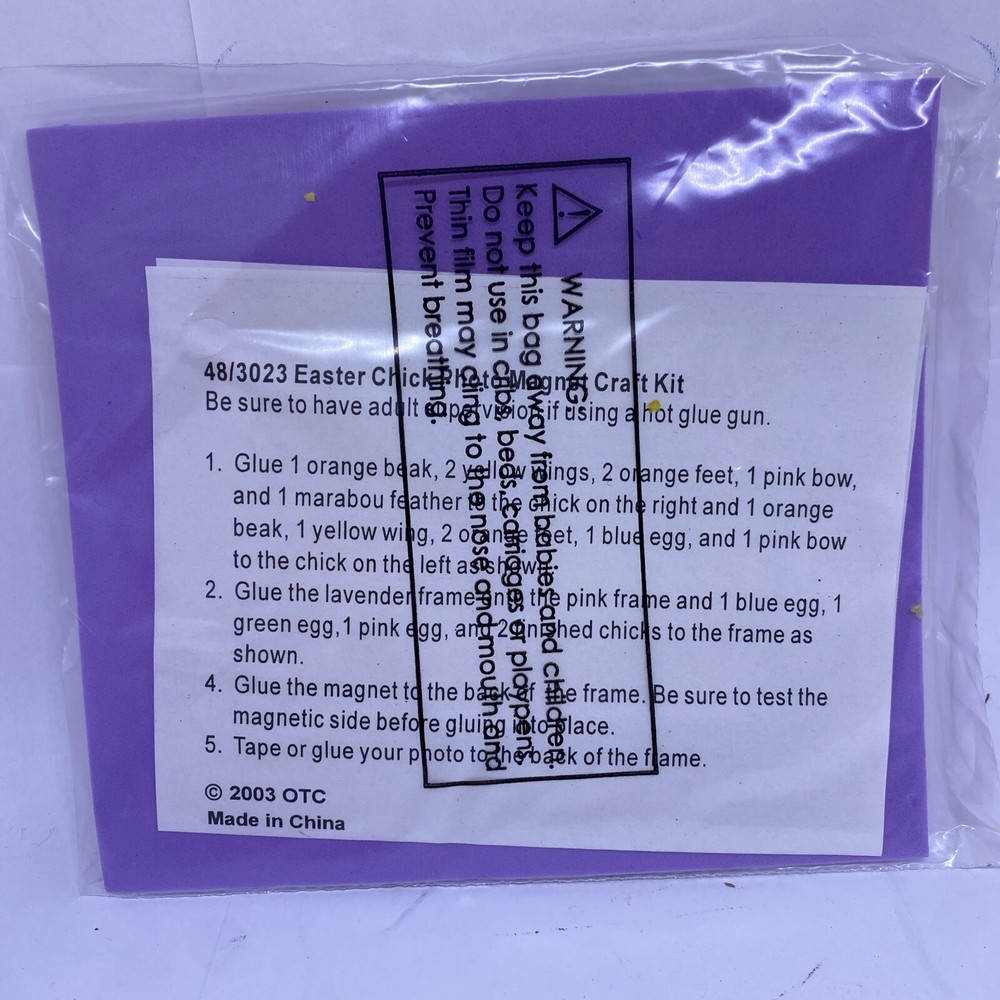 48/3023 Easter Chick Photo Magnet Craft Kit
Be sure to have adult supervision if using a hot glue gun.
1. Glue 1 orange beak, 2 yellow wings, 2 orange feet, 1 pink bow,
and 1 marabou feather to the chick on the right and 1 orange
beak, 1 yellow wing, 2 orange feet, 1 blue egg, and 1 pink bow
to the chick on the left as shown.
2. Glue the lavender frame onto the pink frame and 1 blue egg, 1
green egg,1 pink egg, and 2 finished chicks to the frame as
shown.
4. Glue the magnet to the back of the frame. Be sure to test the
magnetic side before gluing into place.
5. Tape or glue your photo to the back of the frame.
© 2003 OTC
Made in China
WARNING:
Keep this bag away from babies and children.
Do not use in cribs, beds, carriages or playpens.
Thin film may cling to the nose and mouth and
Prevent breathing.